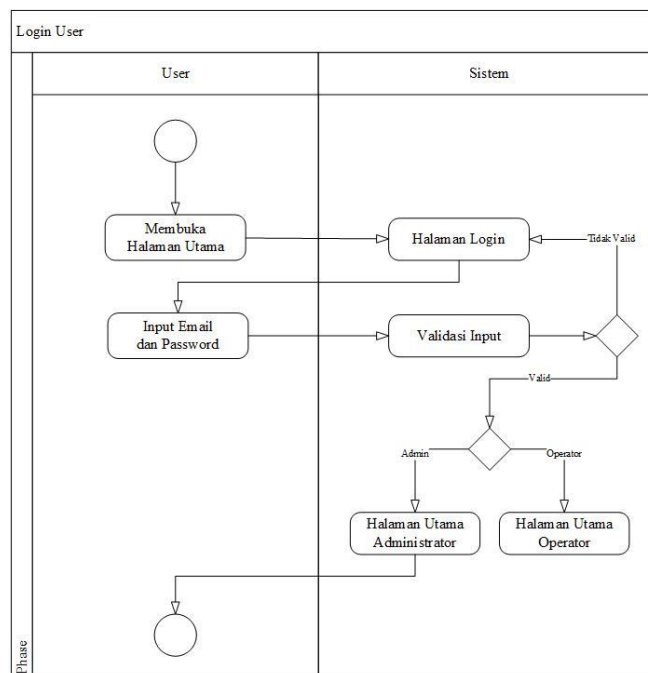 Login User
User
Sistem
Membuka
Halaman Utama
Halaman Login
Tidak Valid
Input Email
dan Password
Validasi Input
Valid
Admin
Operator
Halaman Utama
Administrator
Halaman Utama
Operator
Phase